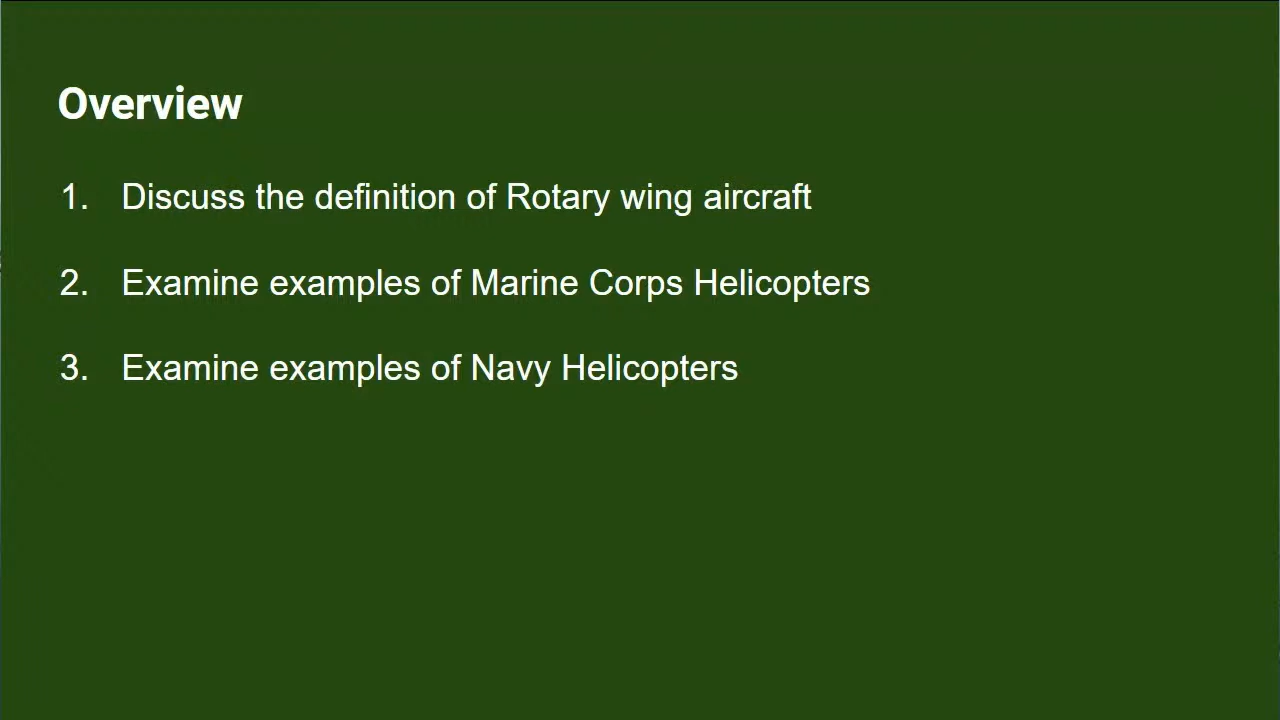 Overview
1. Discuss the definition of Rotary wing aircraft
2. Examine examples of Marine Corps Helicopters
3. Examine examples of Navy Helicopters